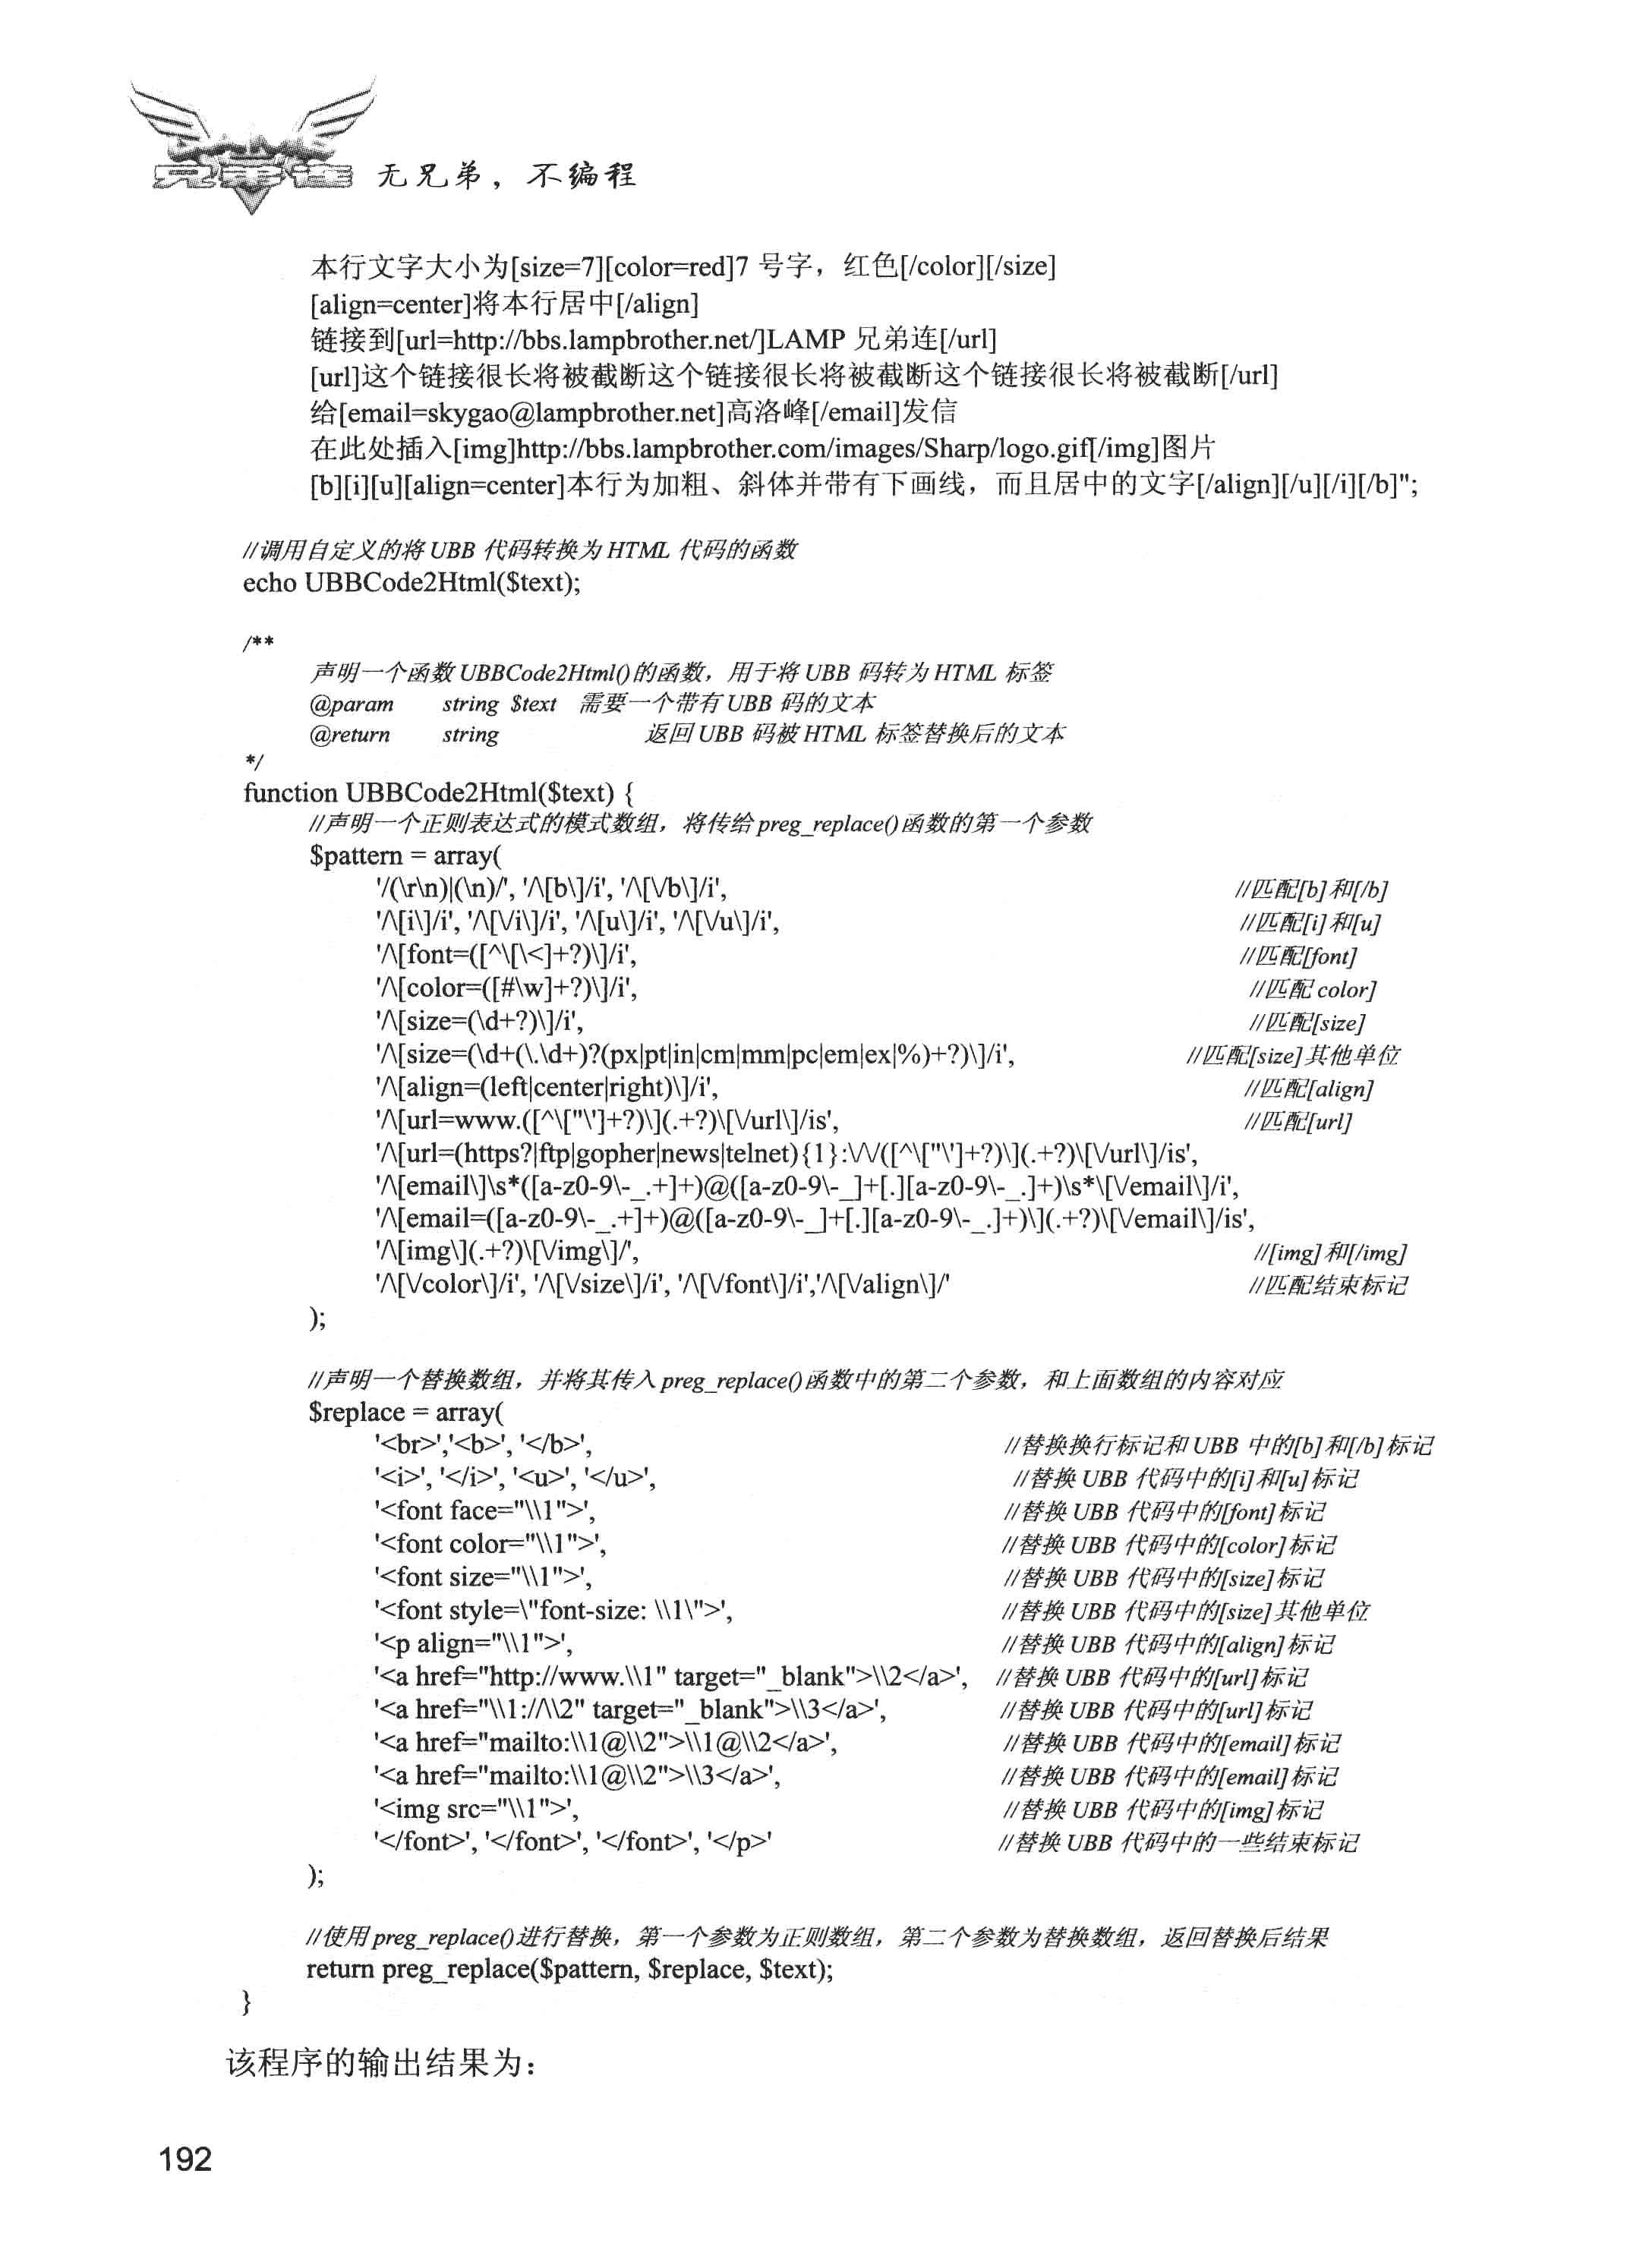 兄弟连 无兄弟，不编程
本行文字大小为[size=7][color=red]7 号字，红色[/color][/size]
[align=center]将本行居中[/align]
链接到[url=http://bbs.lampbrother.net/]LAMP 兄弟连[/url]
[url]这个链接很长将被截断这个链接很长将被截断这个链接很长将被截断[/url]
给[email=skygao@lampbrother.net]高洛峰[/email]发信
在此处插入[img]http://bbs.lampbrother.com/images/Sharp/logo.gif[/img]图片
[b][i][u][align=center]本行为加粗、斜体并带有下画线，而且居中的文字[/align][/u][/i][/b]";
//调用自定义的将 UBB 代码转换为 HTML 代码的函数
echo UBBCode2Html($text);
/**
声明一个函数 UBBCode2Html()的函数，用于将 UBB 码转为 HTML 标签
@param string $text 需要一个带有 UBB 码的文本
@return string 返回 UBB 码被 HTML 标签替换后的文本
*/
function UBBCode2Html($text) {
//声明一个正则表达式的模式数组，将传给 preg_replace()函数的第一个参数
$pattern = array(
'/(\r\n)|(\n)/', '/\[b\]/i', '/\[\/b\]/i', //匹配[b]和[/b]
'/\[i\]/i', '/\[\/i\]/i', '/\[u\]/i', '/\[\/u\]/i', //匹配[i]和[u]
'/\[font=([^\[\<]+?)\]/i', //匹配[font]
'/\[color=([#\w]+?)\]/i', //匹配 color]
'/\[size=(\d+?)\]/i', //匹配[size]
'/\[size=(\d+(\.\d+)?(px|pt|in|cm|mm|pc|em|ex|%)+?)\]/i', //匹配[size]其他单位
'/\[align=(left|center|right)\]/i', //匹配[align]
'/\[url=www.([^\["\']+?)\](.+?)\[\/url\]/is', //匹配[url]
'/\[url=(https?|ftp|gopher|news|telnet){1}:\/\/([^\["\']+?)\](.+?)\[\/url\]/is',
'/\[email\]\s*([a-z0-9\-_.+]+)@([a-z0-9\-_]+[.][a-z0-9\-_.]+)\s*\[\/email\]/i',
'/\[email=([a-z0-9\-_.+]+)@([a-z0-9\-_]+[.][a-z0-9\-_.]+)\](.+?)\[\/email\]/is',
'/\[img\](.+?)\[\/img\]/', //[img]和[/img]
'/\[\/color\]/i', '/\[\/size\]/i', '/\[\/font\]/i','/\[\/align\]/' //匹配结束标记
);
//声明一个替换数组，并将其传入 preg_replace()函数中的第二个参数，和上面数组的内容对应
$replace = array(
'<br>','<b>', '</b>', //替换换行标记和 UBB 中的[b]和[/b]标记
'<i>', '</i>', '<u>', '</u>', //替换 UBB 代码中的[i]和[u]标记
'<font face="\\1">', //替换 UBB 代码中的[font]标记
'<font color="\\1">', //替换 UBB 代码中的[color]标记
'<font size="\\1">', //替换 UBB 代码中的[size]标记
'<font style=\"font-size: \\1\">', //替换 UBB 代码中的[size]其他单位
'<p align="\\1">', //替换 UBB 代码中的[align]标记
'<a href="http://www.\\1" target="_blank">\\2</a>', //替换 UBB 代码中的[url]标记
'<a href="\\1://\\2" target="_blank">\\3</a>', //替换 UBB 代码中的[url]标记
'<a href="mailto:\\1@\\2">\\1@\\2</a>', //替换 UBB 代码中的[email]标记
'<a href="mailto:\\1@\\2">\\3</a>', //替换 UBB 代码中的[email]标记
'<img src="\\1">', //替换 UBB 代码中的[img]标记
'</font>', '</font>', '</font>', '</p>' //替换 UBB 代码中的一些结束标记
);
//使用 preg_replace()进行替换，第一个参数为正则数组，第二个参数为替换数组，返回替换后结果
return preg_replace($pattern, $replace, $text);
}
该程序的输出结果为：
192